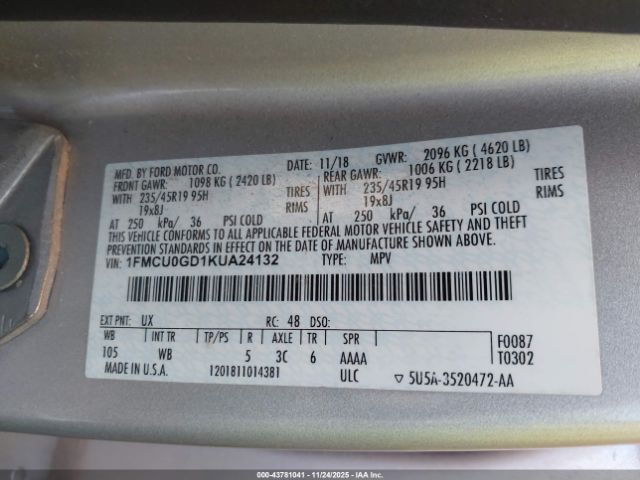 MFD. BY FORD MOTOR CO. DATE: 11/18 GVWR: 2096 KG ( 4620 LB)
FRONT GAWR: 1098 KG ( 2420 LB) REAR GAWR: 1006 KG ( 2218 LB)
WITH 235/45R19 95H TIRES WITH 235/45R19 95H TIRES
19x8J RIMS 19x8J RIMS
AT 250 kPa/ 36 PSI COLD AT 250 kPa/ 36 PSI COLD
THIS VEHICLE CONFORMS TO ALL APPLICABLE FEDERAL MOTOR VEHICLE SAFETY AND THEFT
PREVENTION STANDARDS IN EFFECT ON THE DATE OF MANUFACTURE SHOWN ABOVE.
VIN: 1FMCU0GD1KUA24132 TYPE: MPV
EXT PNT: UX RC: 48 DSO: F0087
WB INT TR TP/PS R AXLE TR SPR T0302
105 WB 5 3C 6 AAAA
MADE IN U.S.A. 1201811014381 ULC ▽ 5U5A-3520472-AA
000-43781041 - 11/24/2025 - IAAI.COM